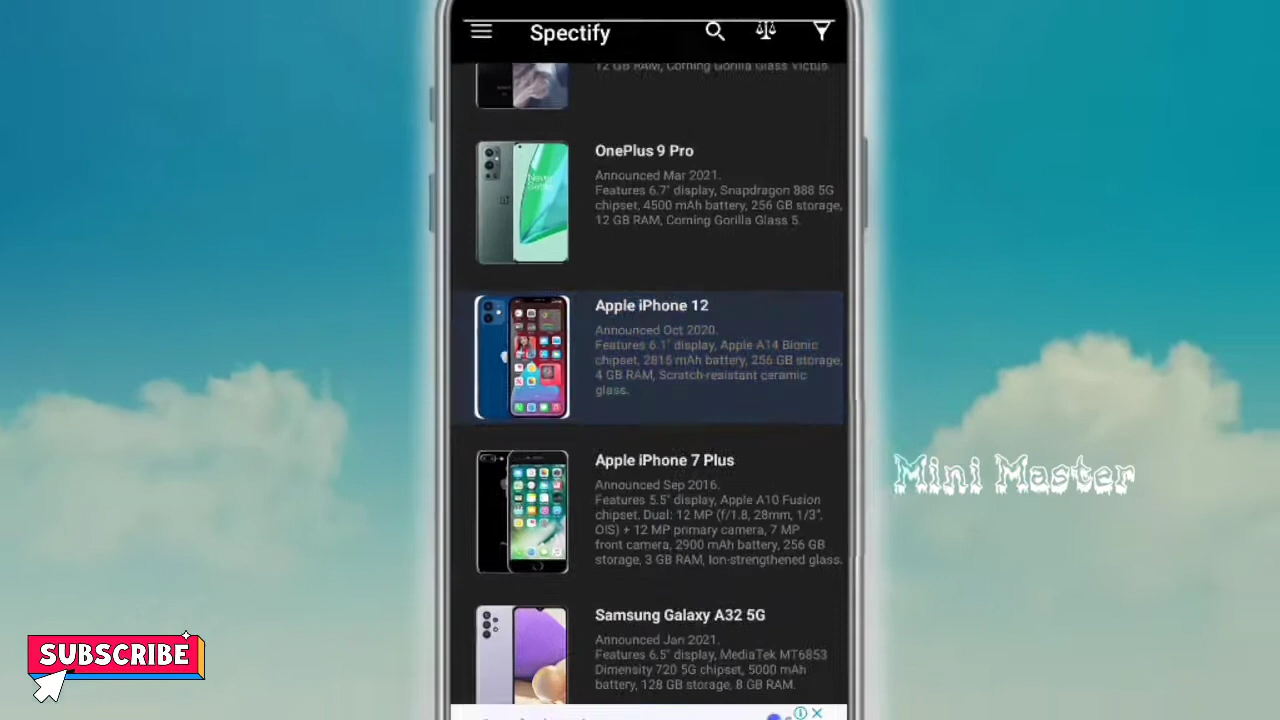 Spectify
12 GB RAM, Corning Gorilla Glass Victus.
OnePlus 9 Pro
Announced Mar 2021.
Features 6.7" display, Snapdragon 888 5G
chipset, 4500 mAh battery, 256 GB storage,
12 GB RAM, Corning Gorilla Glass 5.
Apple iPhone 12
Announced Oct 2020.
Features 6.1" display, Apple A14 Bionic
chipset, 2815 mAh battery, 256 GB storage,
4 GB RAM, Scratch-resistant ceramic
glass.
Apple iPhone 7 Plus
Announced Sep 2016.
Features 5.5" display, Apple A10 Fusion
chipset, Dual: 12 MP (f/1.8, 28mm, 1/3",
OIS) + 12 MP primary camera, 7 MP
front camera, 2900 mAh battery, 256 GB
storage, 3 GB RAM, Ion-strengthened glass.
Samsung Galaxy A32 5G
Announced Jan 2021.
Features 6.5" display, MediaTek MT6853
Dimensity 720 5G chipset, 5000 mAh
battery, 128 GB storage, 8 GB RAM.
Mini Master
SUBSCRIBE